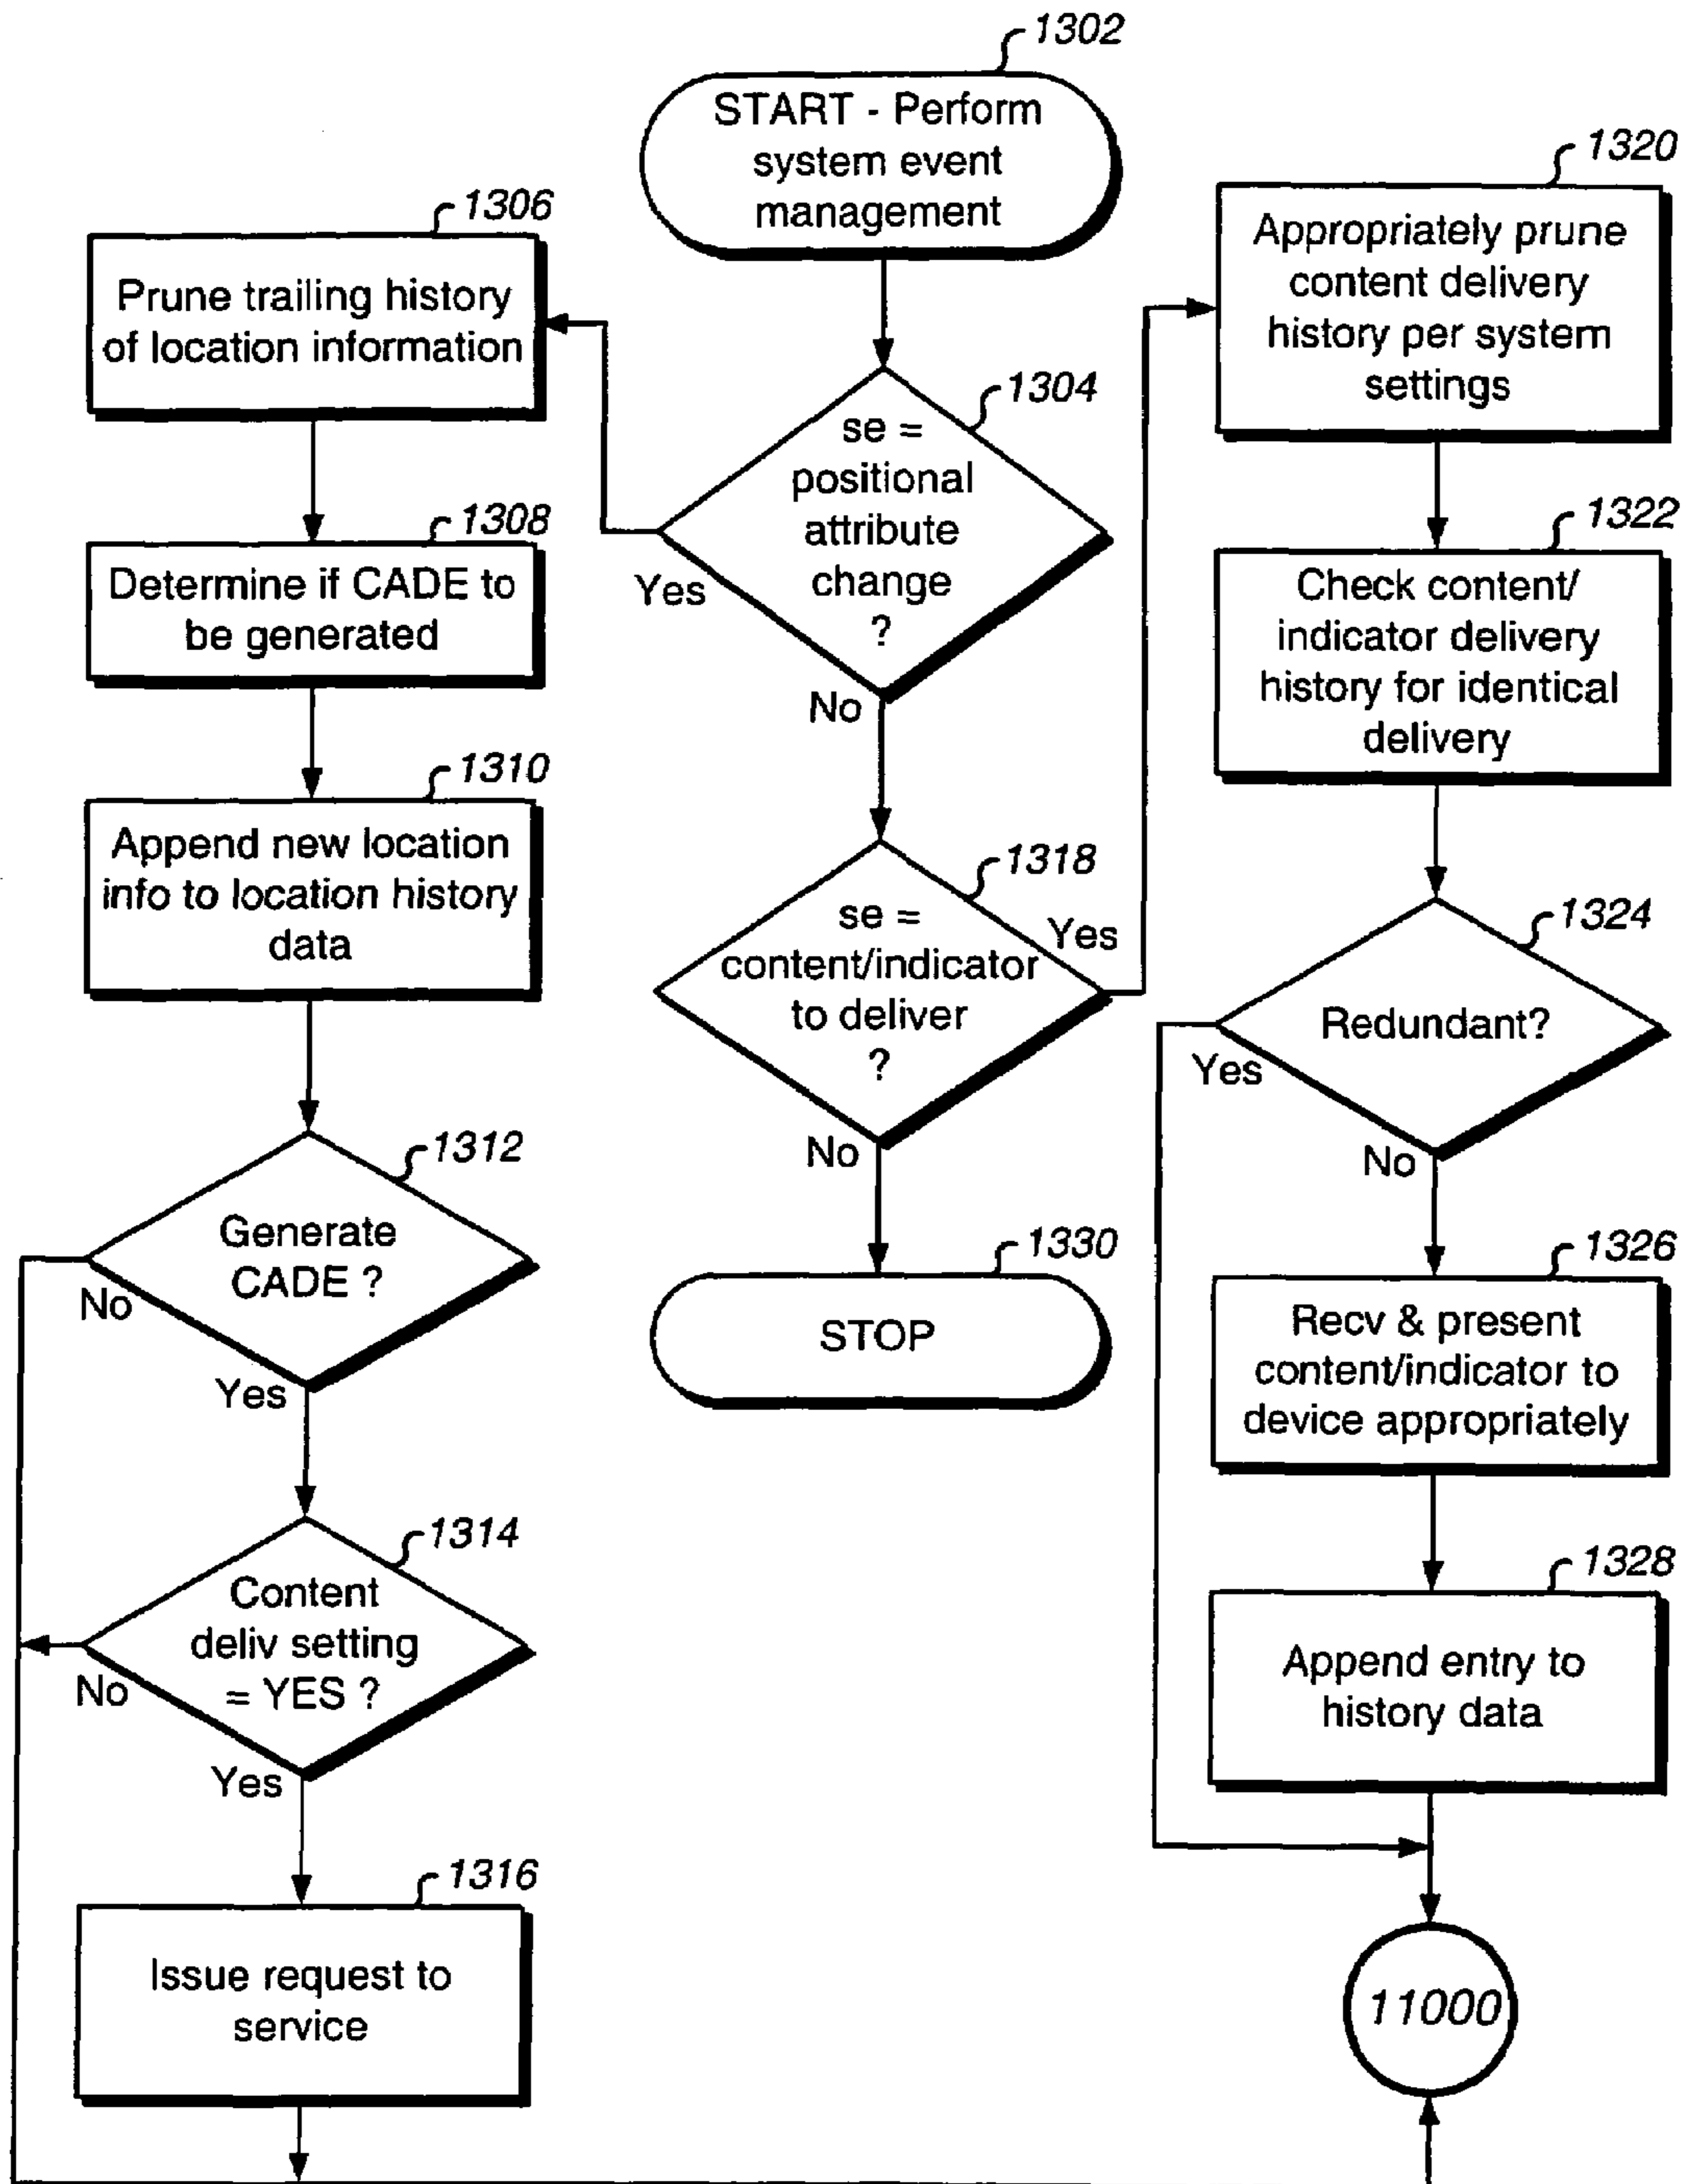 1302
START - Perform
system event
management
1304
se =
positional
attribute
change
?
Yes
No
1306
Prune trailing history
of location information
1308
Determine if CADE to
be generated
1310
Append new location
info to location history
data
1312
Generate
CADE ?
No
Yes
1314
Content
deliv setting
= YES ?
No
Yes
1316
Issue request to
service
1318
se =
content/indicator
to deliver
?
Yes
No
1330
STOP
1320
Appropriately prune
content delivery
history per system
settings
1322
Check content/
indicator delivery
history for identical
delivery
1324
Redundant?
Yes
No
1326
Recv & present
content/indicator to
device appropriately
1328
Append entry to
history data
11000